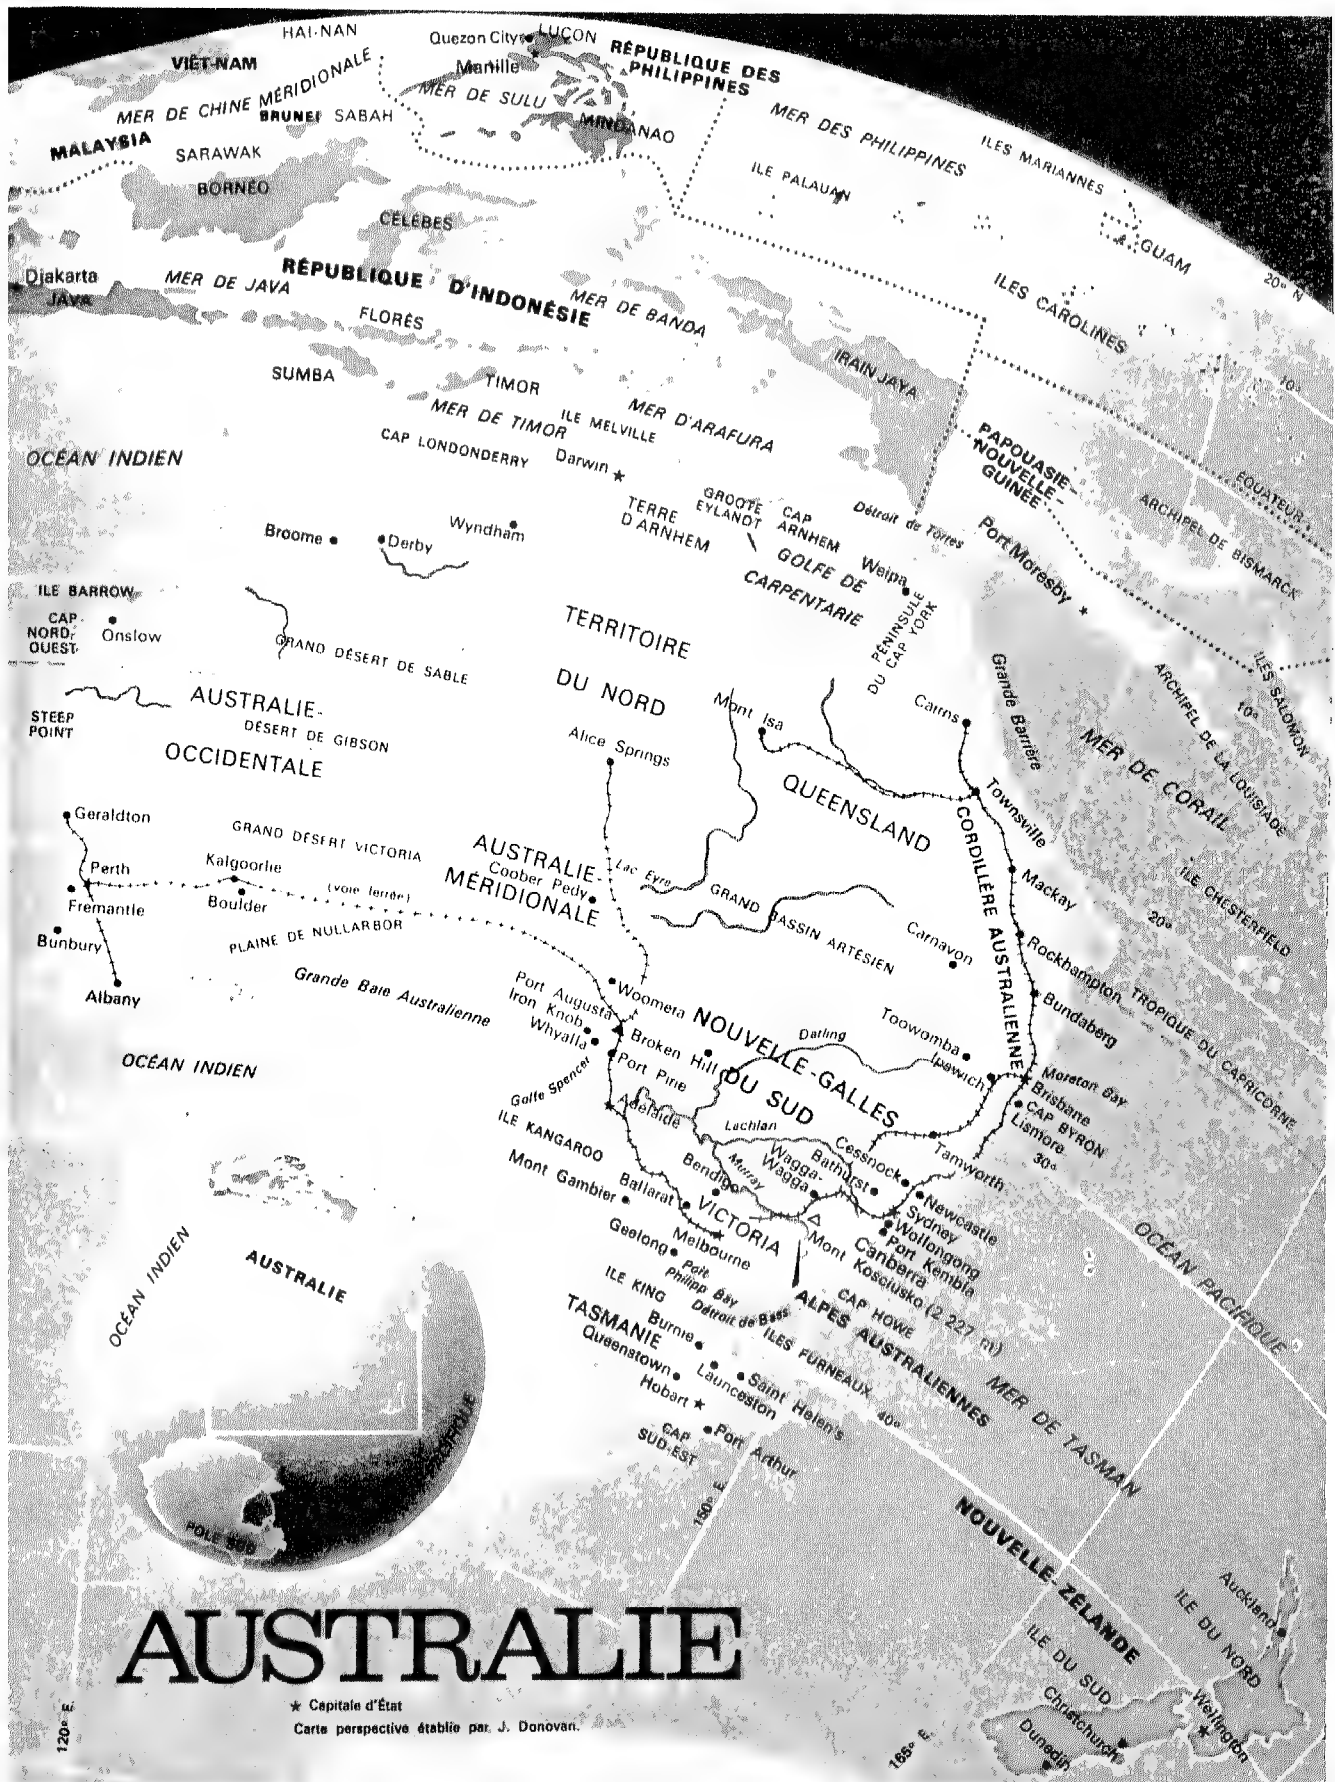 HAI-NAN
VIÊT-NAM
Quezon City
LUÇON
Manille
RÉPUBLIQUE DES
PHILIPPINES
MER DE CHINE MÉRIDIONALE
MER DE SULU
BRUNEI
SABAH
MINDANAO
MALAYSIA
SARAWAK
BORNÉO
MER DES PHILIPPINES
ILES MARIANNES
ILE PALAUAN
GUAM
20° N
CÉLÈBES
Djakarta
JAVA
MER DE JAVA
RÉPUBLIQUE D'INDONÉSIE
MER DE BANDA
ILES CAROLINES
FLORÈS
SUMBA
TIMOR
IRAIN JAYA
10°
MER DE TIMOR
ILE MELVILLE
MER D'ARAFURA
CAP LONDONDERRY
Darwin
OCÉAN INDIEN
PAPOUASIE-
NOUVELLE-
GUINÉE
ÉQUATEUR
ARCHIPEL DE BISMARCK
GROOTE
EYLANDT
CAP
ARNHEM
TERRE
D'ARNHEM
Détroit de Torres
Port Moresby
Broome
Derby
Wyndham
GOLFE DE
CARPENTARIE
Weipa
PÉNINSULE
DU CAP YORK
ILE BARROW
CAP
NORD-
OUEST
Onslow
GRAND DÉSERT DE SABLE
TERRITOIRE
DU NORD
ILES SALOMON
10°
ARCHIPEL DE LA LOUISIADE
Grande Barrière
MER DE CORAIL
STEEP
POINT
AUSTRALIE-
OCCIDENTALE
DÉSERT DE GIBSON
Alice Springs
Mont Isa
Cairns
QUEENSLAND
Townsville
Geraldton
GRAND DÉSERT VICTORIA
AUSTRALIE-
MÉRIDIONALE
Coober Pedy
Lac Eyre
Perth
Kalgoorlie
(voie ferrée)
Boulder
Fremantle
Bunbury
PLAINE DE NULLARBOR
Albany
GRAND BASSIN ARTÉSIEN
CORDILLÈRE AUSTRALIENNE
Mackay
ILE CHESTERFIELD
20°
Carnavon
Rockhampton
TROPIQUE DU CAPRICORNE
Bundaberg
Grande Baie Australienne
Port Augusta
Iron Knob
Whyalla
Woomera
NOUVELLE-GALLES
DU SUD
Darling
Toowomba
Ipswich
Moreton Bay
Brisbane
CAP BYRON
Lismore
30°
OCÉAN INDIEN
Broken Hill
Port Pirie
Golfe Spencer
Adélaïde
ILE KANGAROO
Lachlan
Mont Gambier
Bendigo
Murray
Wagga-
Wagga
Bathurst
Cessnock
Tamworth
Newcastle
Sydney
Wollongong
Port Kembla
Canberra
Ballarat
VICTORIA
Mont
Kosciusko (2 227 m)
Geelong
Melbourne
Port
Philipp Bay
CAP HOWE
ALPES AUSTRALIENNES
OCÉAN PACIFIQUE
ILE KING
Détroit de Bass
ILES FURNEAUX
TASMANIE
Burnie
Queenstown
Launceston
Saint Helen's
Hobart
Port Arthur
CAP
SUD-EST
40°
MER DE TASMAN
150° E
OCÉAN INDIEN
AUSTRALIE
PACIFIQUE
POLE SUD
NOUVELLE-ZÉLANDE
Auckland
ILE DU NORD
ILE DU SUD
Wellington
Christchurch
Dunedin
165° E
120° E
AUSTRALIE
★ Capitale d'État
Carte perspective établie par J. Donovan.